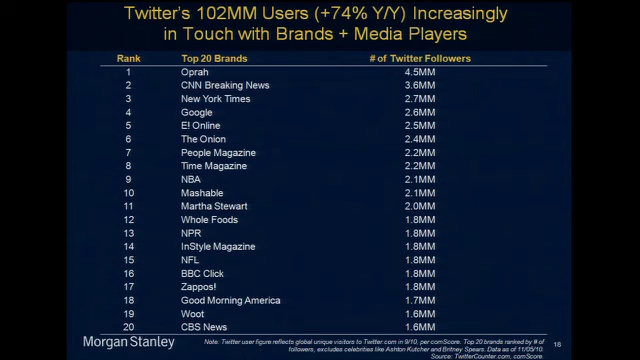 Twitter's 102MM Users (+74% Y/Y) Increasingly
in Touch with Brands + Media Players
Rank Top 20 Brands # of Twitter Followers
1 Oprah 4.5MM
2 CNN Breaking News 3.6MM
3 New York Times 2.7MM
4 Google 2.6MM
5 E! Online 2.5MM
6 The Onion 2.4MM
7 People Magazine 2.2MM
8 Time Magazine 2.2MM
9 NBA 2.1MM
10 Mashable 2.1MM
11 Martha Stewart 2.0MM
12 Whole Foods 1.8MM
13 NPR 1.8MM
14 InStyle Magazine 1.8MM
15 NFL 1.8MM
16 BBC Click 1.8MM
17 Zappos! 1.8MM
18 Good Morning America 1.7MM
19 Woot 1.6MM
20 CBS News 1.6MM
Morgan Stanley
Note: Twitter user figure reflects global unique visitors to Twitter.com in 9/10, per comScore. Top 20 brands ranked by # of
followers, excludes celebrities like Ashton Kutcher and Britney Spears. Data as of 11/05/10.
Source: TwitterCounter.com, comScore
18